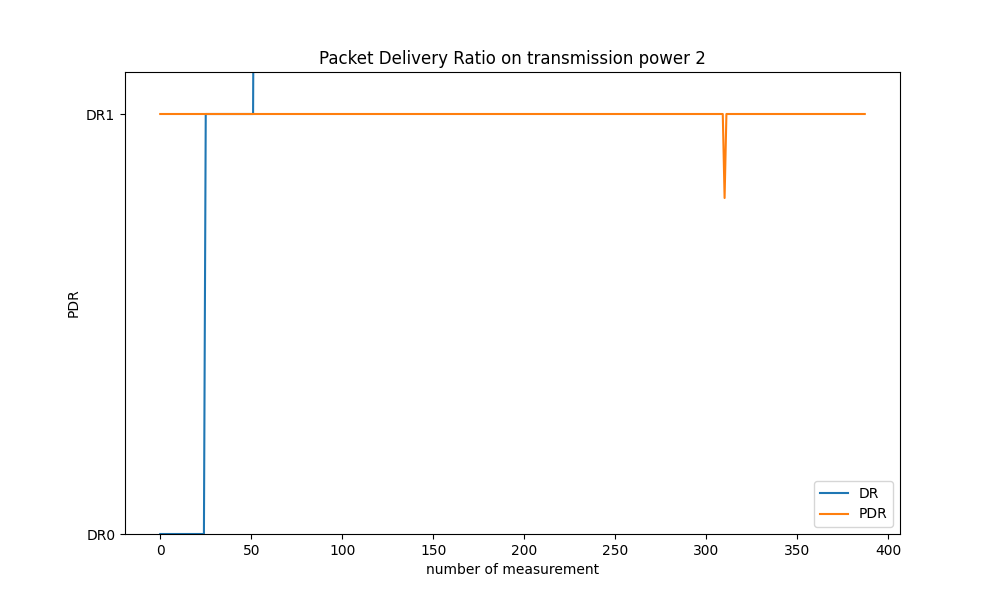 Packet Delivery Ratio on transmission power 2
DR1
PDR
DR0
0 50 100 150 200 250 300 350 400
number of measurement
DR
PDR